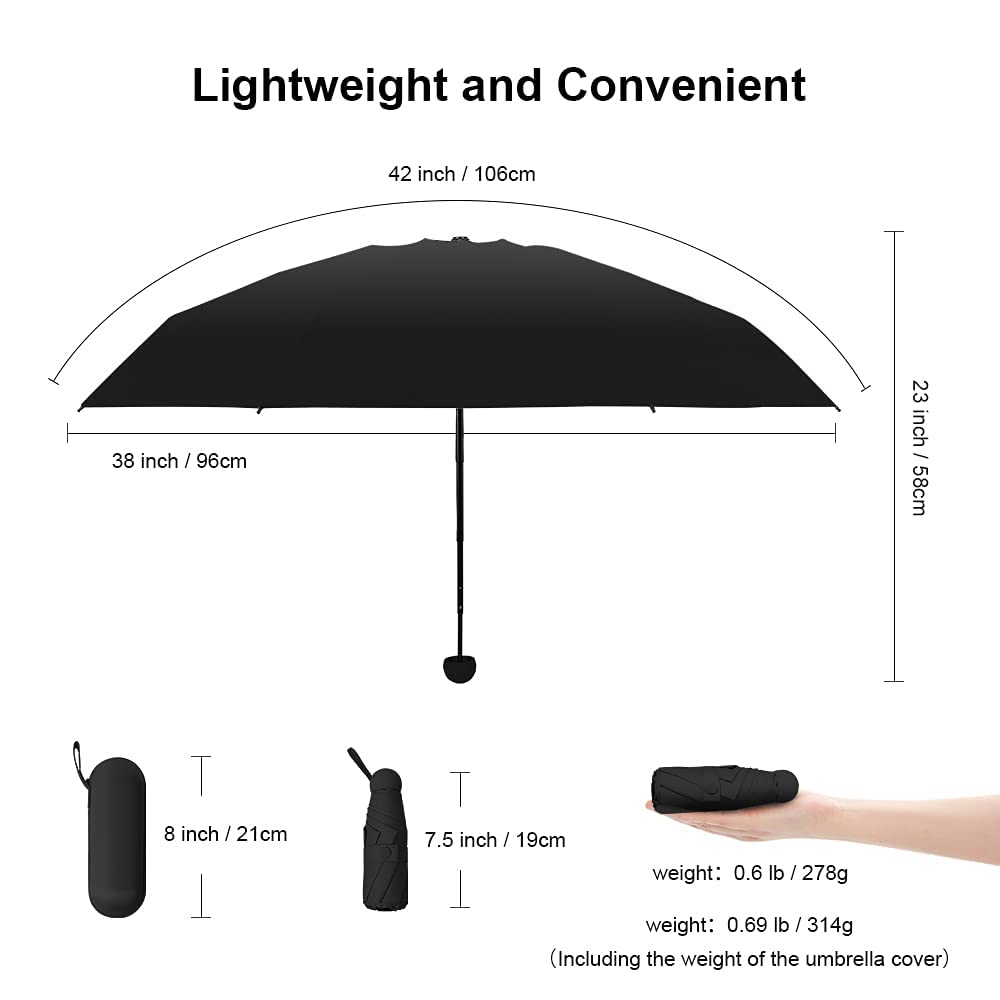 Lightweight and Convenient
42 inch / 106cm
38 inch / 96cm
23 inch / 58cm
8 inch / 21cm
7.5 inch / 19cm
weight：0.6 lb / 278g
weight：0.69 lb / 314g
（Including the weight of the umbrella cover）